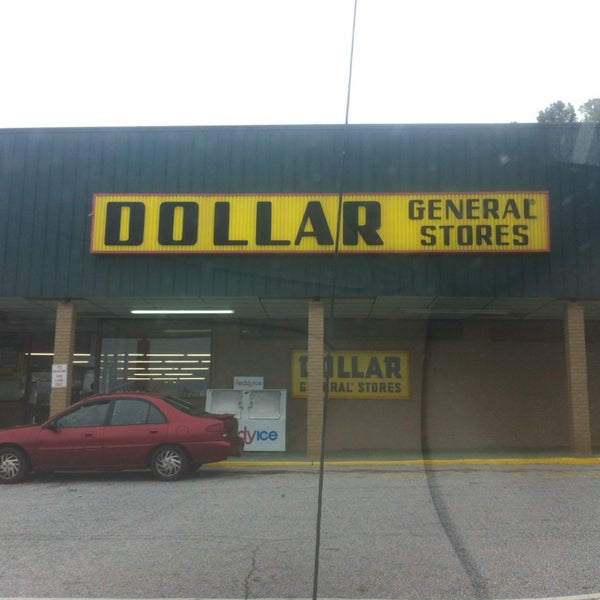 DOLLAR GENERAL STORES
ReddyIce
DOLLAR
GENERAL STORES
dyICE